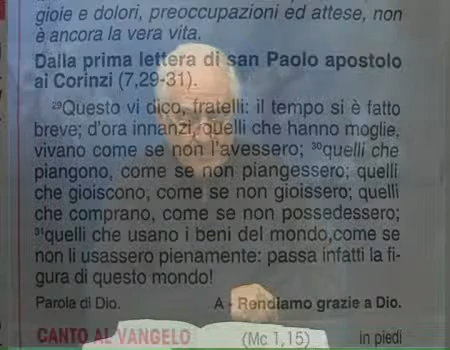 gioie e dolori, preoccupazioni ed attese, non
è ancora la vera vita.
Dalla prima lettera di san Paolo apostolo
ai Corinzi (7,29-31).
²⁹Questo vi dico, fratelli: il tempo si è fatto
breve; d'ora innanzi, quelli che hanno moglie,
vivano come se non l'avessero; ³⁰quelli che
piangono, come se non piangessero; quelli
che gioiscono, come se non gioissero; quelli
che comprano, come se non possedessero;
³¹quelli che usano i beni del mondo,come se
non li usassero pienamente: passa infatti la fi-
gura di questo mondo!
Parola di Dio. A - Rendiamo grazie a Dio.
CANTO AL VANGELO (Mc 1,15) in piedi